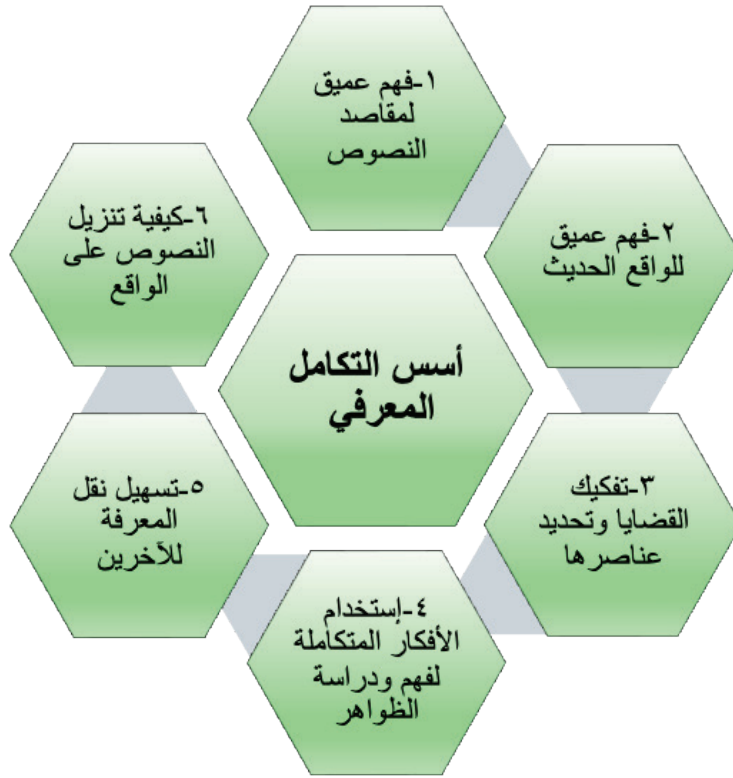 ١-فهم عميق
لمقاصد
النصوص
٢-فهم عميق
للواقع الحديث
٣-تفكيك
القضايا وتحديد
عناصرها
٤-إستخدام
الأفكار المتكاملة
لفهم ودراسة
الظواهر
٥-تسهيل نقل
المعرفة
للآخرين
٦-كيفية تنزيل
النصوص على
الواقع
أسس التكامل
المعرفي